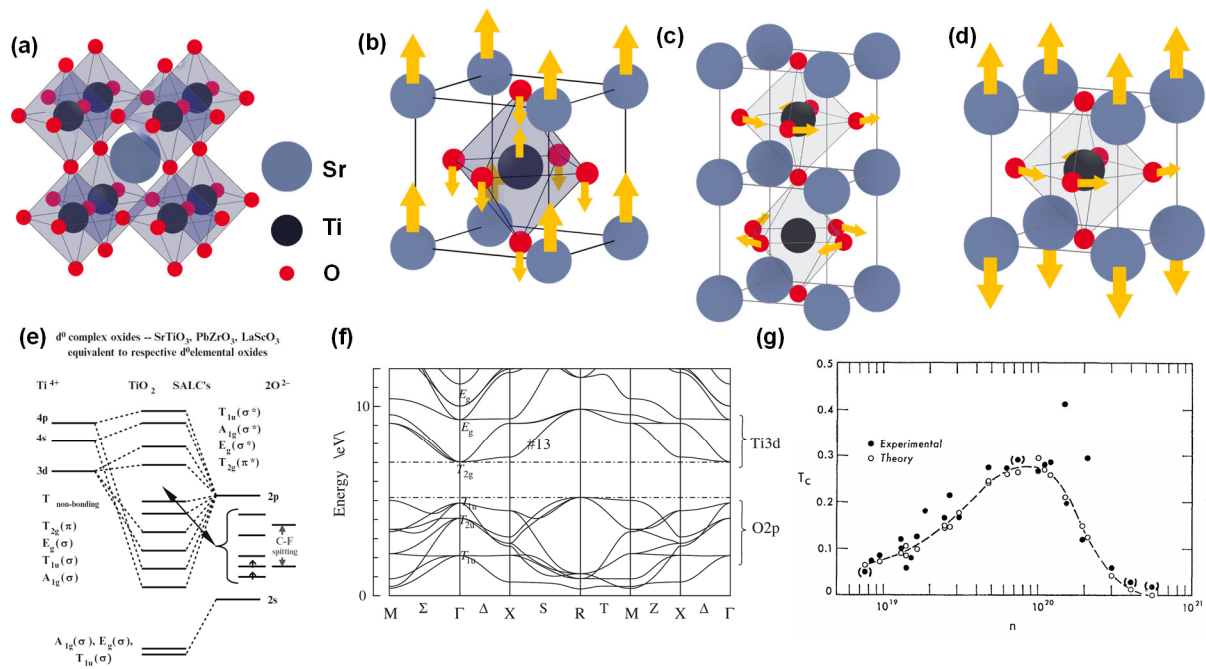 (a)
(b)
(c)
(d)
Sr
Ti
O
(e)
d⁰ complex oxides -- SrTiO₃, PbZrO₃, LaScO₃
equivalent to respective d⁰elemental oxides
Ti⁴⁺ TiO₂ SALC's 2O²⁻
4p
4s
3d
T₁ᵤ(σ*)
A₁g(σ*)
Eg(σ*)
T₂g(π*)
2p
T non-bonding
T₂g(π)
Eg(σ)
T₁ᵤ(σ)
A₁g(σ)
C-F
spitting
2s
A₁g(σ), Eg(σ),
T₁ᵤ(σ)
(f)
Energy \eV\
10
0
Eg
Eg
#13
T₂g
T₁ᵤ
T₂ᵤ
T₁ᵤ
Ti3d
O2p
M Σ Γ Δ X S R T M Z X Δ Γ
(g)
0.5
0.4
0.3
0.2
0.1
0
Tc
Experimental
Theory
10¹⁹ 10²⁰ 10²¹
n